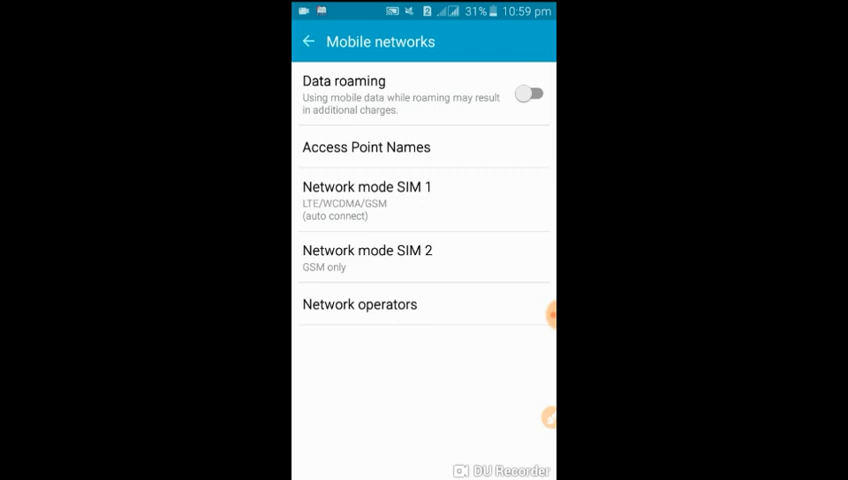 2 31% 10:59 pm
Mobile networks
Data roaming
Using mobile data while roaming may result
in additional charges.
Access Point Names
Network mode SIM 1
LTE/WCDMA/GSM
(auto connect)
Network mode SIM 2
GSM only
Network operators
DU Recorder